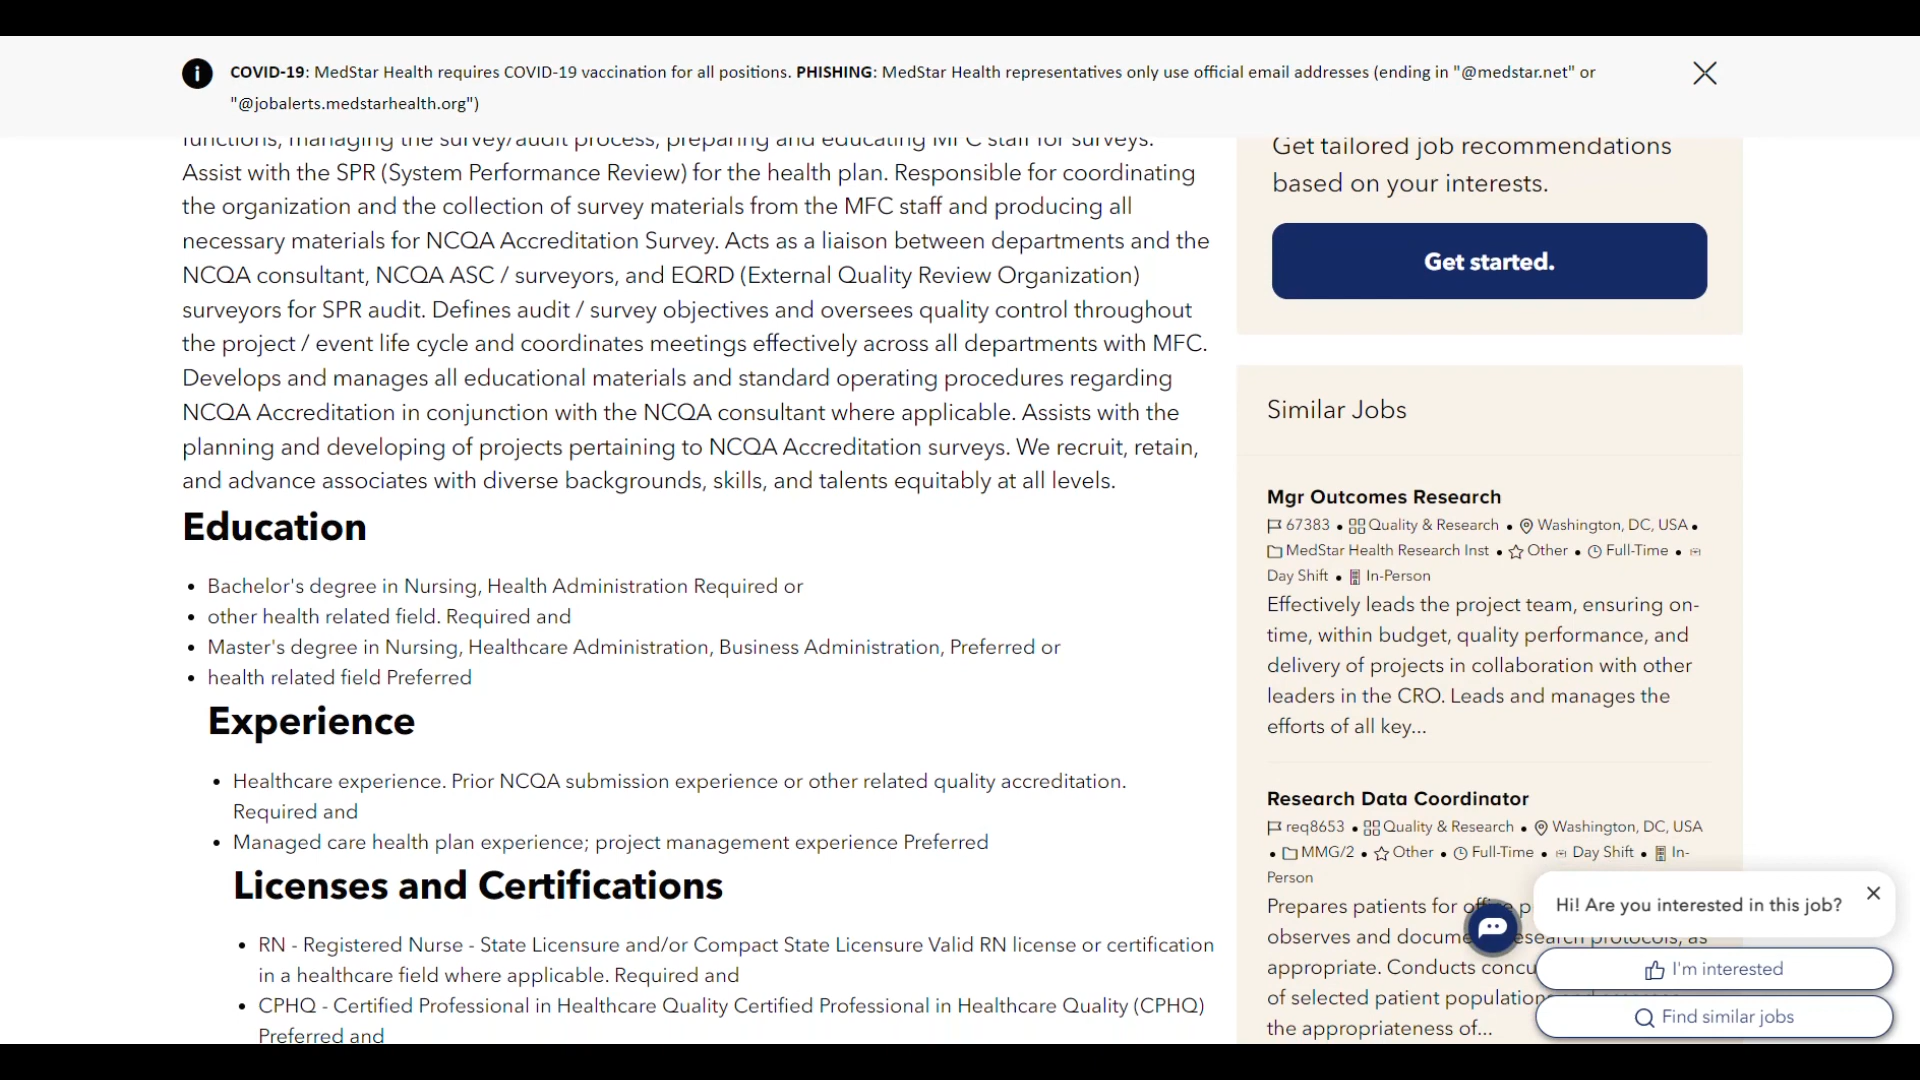 COVID-19: MedStar Health requires COVID-19 vaccination for all positions. PHISHING: MedStar Health representatives only use official email addresses (ending in "@medstar.net" or
"@jobalerts.medstarhealth.org")
functions, managing the survey/audit process, preparing and educating MFC staff for surveys.
Assist with the SPR (System Performance Review) for the health plan. Responsible for coordinating
the organization and the collection of survey materials from the MFC staff and producing all
necessary materials for NCQA Accreditation Survey. Acts as a liaison between departments and the
NCQA consultant, NCQA ASC / surveyors, and EQRD (External Quality Review Organization)
surveyors for SPR audit. Defines audit / survey objectives and oversees quality control throughout
the project / event life cycle and coordinates meetings effectively across all departments with MFC.
Develops and manages all educational materials and standard operating procedures regarding
NCQA Accreditation in conjunction with the NCQA consultant where applicable. Assists with the
planning and developing of projects pertaining to NCQA Accreditation surveys. We recruit, retain,
and advance associates with diverse backgrounds, skills, and talents equitably at all levels.
Education
• Bachelor's degree in Nursing, Health Administration Required or
• other health related field. Required and
• Master's degree in Nursing, Healthcare Administration, Business Administration, Preferred or
• health related field Preferred
Experience
• Healthcare experience. Prior NCQA submission experience or other related quality accreditation.
Required and
• Managed care health plan experience; project management experience Preferred
Licenses and Certifications
• RN - Registered Nurse - State Licensure and/or Compact State Licensure Valid RN license or certification
in a healthcare field where applicable. Required and
• CPHQ - Certified Professional in Healthcare Quality Certified Professional in Healthcare Quality (CPHQ)
Preferred and
Get tailored job recommendations
based on your interests.
Get started.
Similar Jobs
Mgr Outcomes Research
67383 • Quality & Research • Washington, DC, USA •
MedStar Health Research Inst • Other • Full-Time •
Day Shift • In-Person
Effectively leads the project team, ensuring on-
time, within budget, quality performance, and
delivery of projects in collaboration with other
leaders in the CRO. Leads and manages the
efforts of all key...
Research Data Coordinator
req8653 • Quality & Research • Washington, DC, USA
• MMG/2 • Other • Full-Time • Day Shift • In-
Person
Prepares patients for office
observes and research protocols, as
appropriate. Conducts
of selected patient
the appropriateness of...
Hi! Are you interested in this job?
I'm interested
Find similar jobs